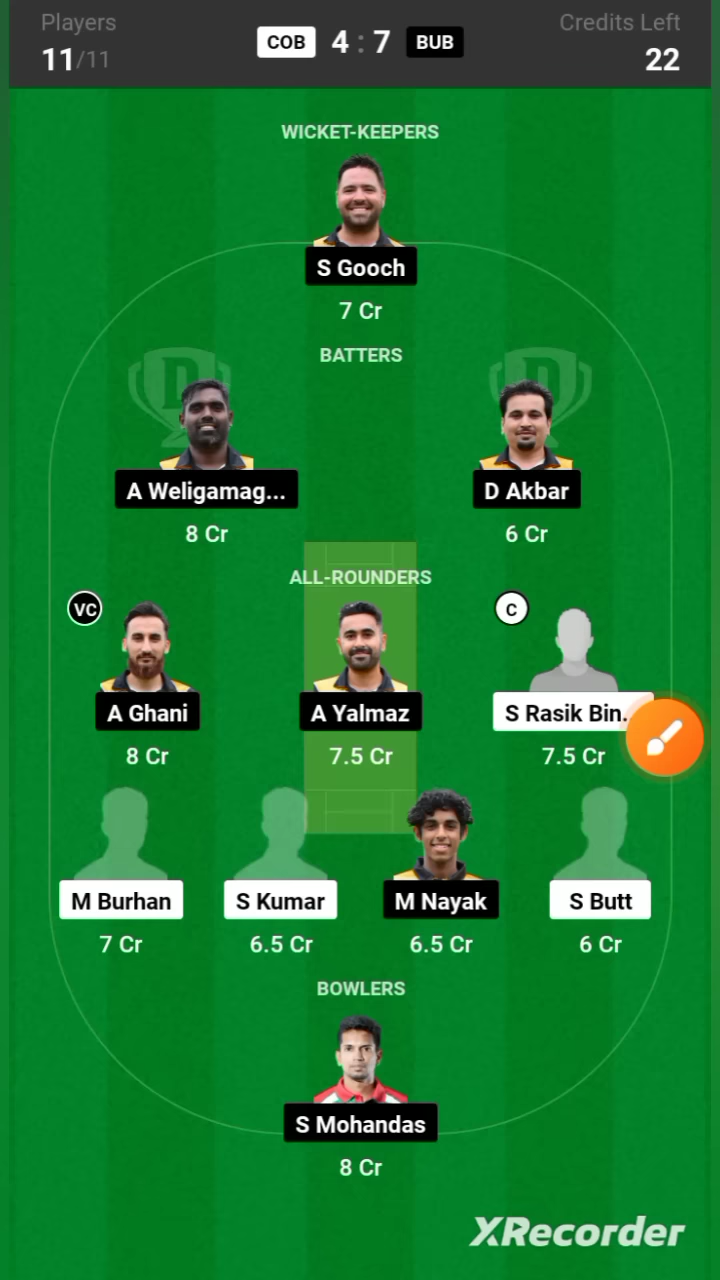 Players
Credits Left
11/11
COB 4 : 7 BUB
22
WICKET-KEEPERS
S Gooch
7 Cr
BATTERS
A Weligamag...
D Akbar
8 Cr
6 Cr
ALL-ROUNDERS
VC
C
A Ghani
A Yalmaz
S Rasik Bin.
8 Cr
7.5 Cr
7.5 Cr
M Burhan
S Kumar
M Nayak
S Butt
7 Cr
6.5 Cr
6.5 Cr
6 Cr
BOWLERS
S Mohandas
8 Cr
XRecorder